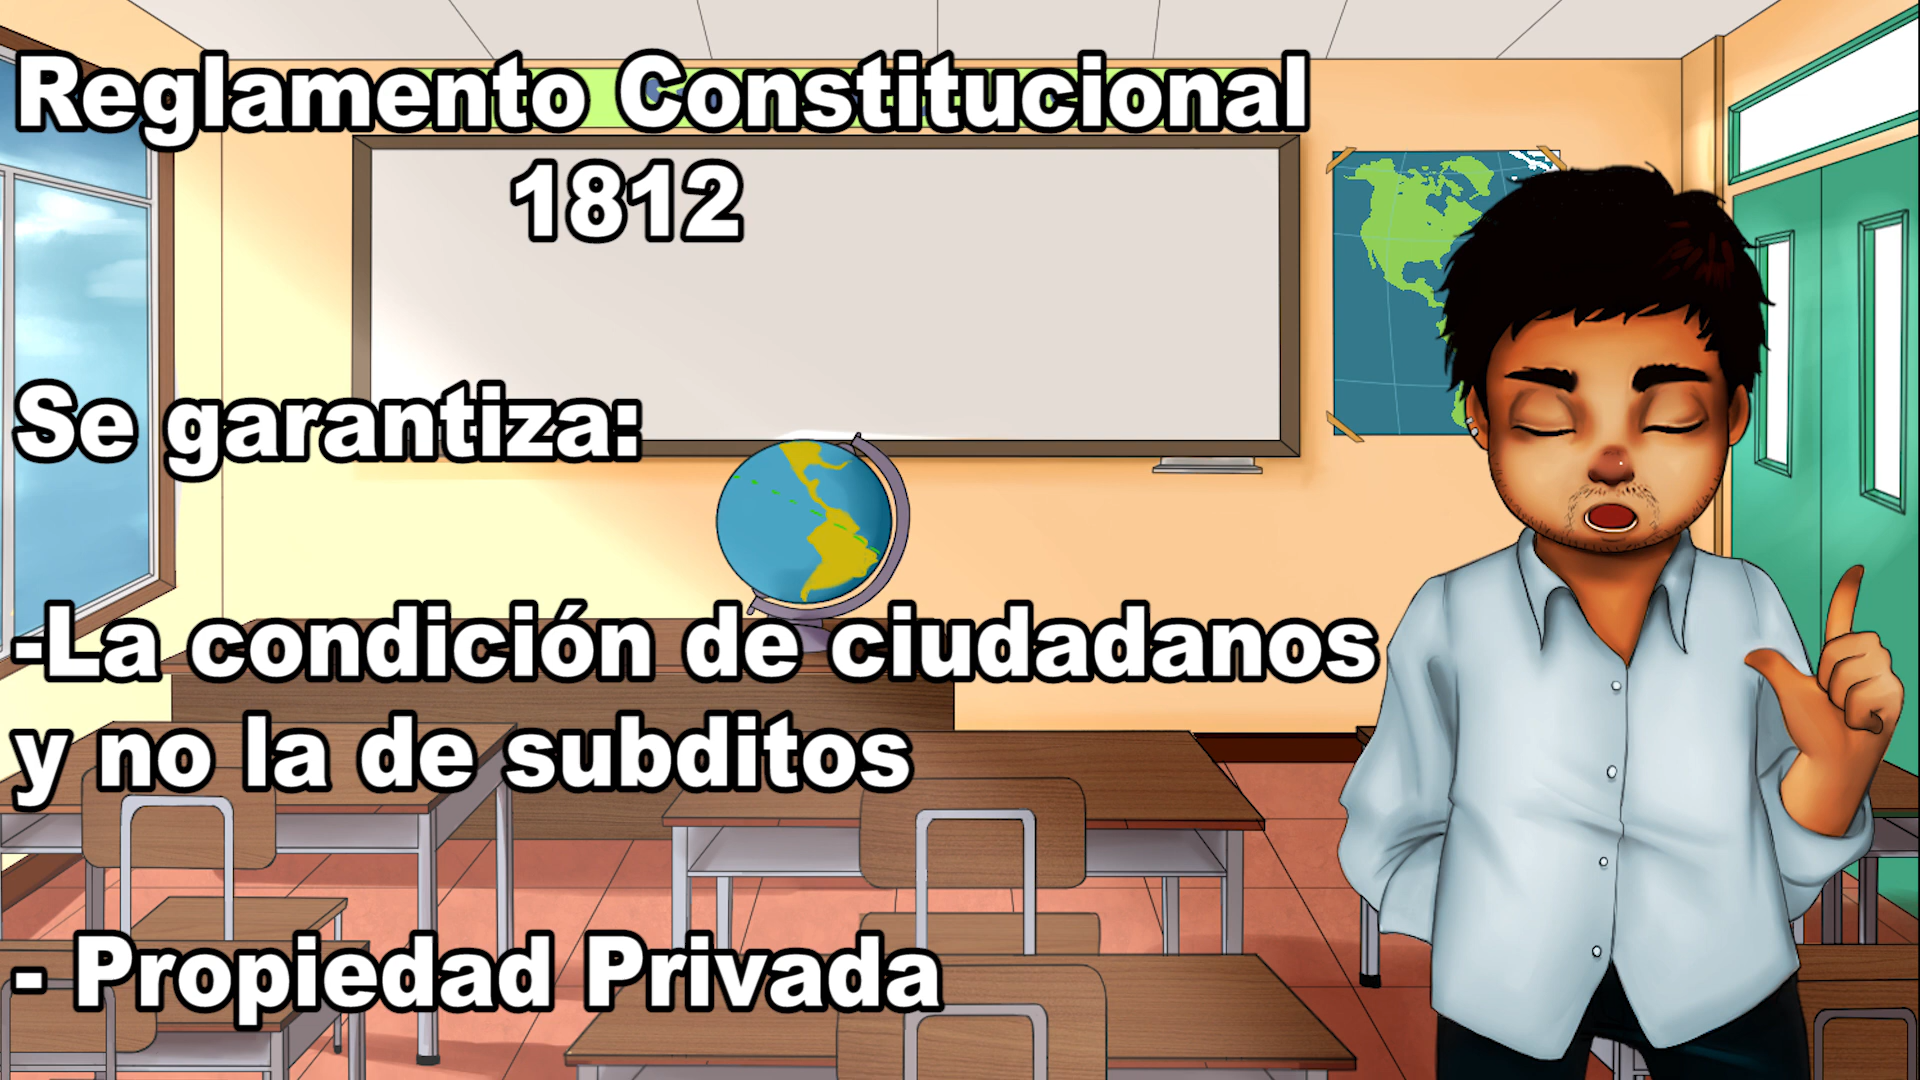 Reglamento Constitucional
1812
Se garantiza:
-La condición de ciudadanos
y no la de subditos
- Propiedad Privada